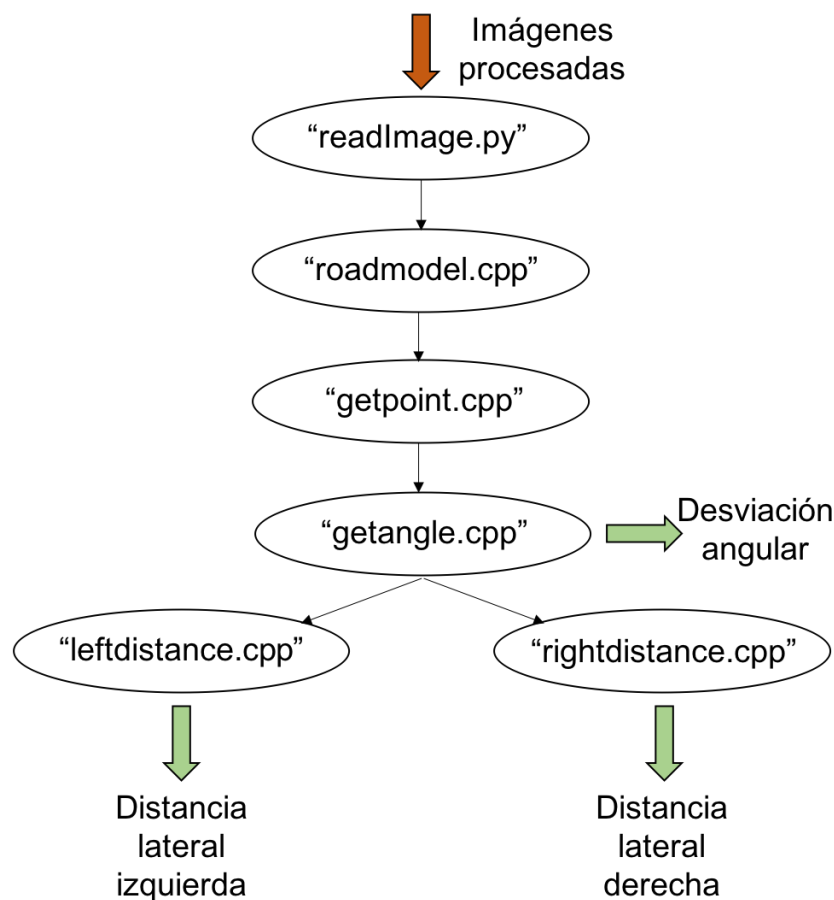 Imágenes
procesadas
“readImage.py”
“roadmodel.cpp”
“getpoint.cpp”
“getangle.cpp”
Desviación
angular
“leftdistance.cpp”
“rightdistance.cpp”
Distancia
lateral
izquierda
Distancia
lateral
derecha